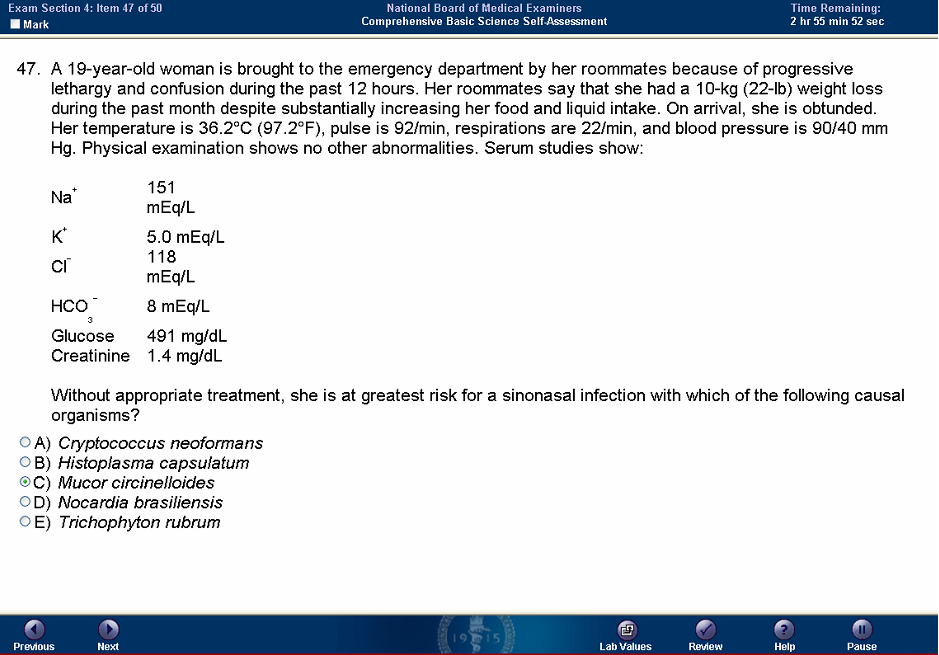 Exam Section 4: Item 47 of 50
National Board of Medical Examiners
Time Remaining:
Mark
Comprehensive Basic Science Self-Assessment
2 hr 55 min 52 sec
47. A 19-year-old woman is brought to the emergency department by her roommates because of progressive
lethargy and confusion during the past 12 hours. Her roommates say that she had a 10-kg (22-lb) weight loss
during the past month despite substantially increasing her food and liquid intake. On arrival, she is obtunded.
Her temperature is 36.2°C (97.2°F), pulse is 92/min, respirations are 22/min, and blood pressure is 90/40 mm
Hg. Physical examination shows no other abnormalities. Serum studies show:
Na+ 151
mEq/L
K+ 5.0 mEq/L
Cl- 118
mEq/L
HCO3- 8 mEq/L
Glucose 491 mg/dL
Creatinine 1.4 mg/dL
Without appropriate treatment, she is at greatest risk for a sinonasal infection with which of the following causal
organisms?
A) Cryptococcus neoformans
B) Histoplasma capsulatum
C) Mucor circinelloides
D) Nocardia brasiliensis
E) Trichophyton rubrum
1915
Previous
Next
Lab Values
Review
Help
Pause